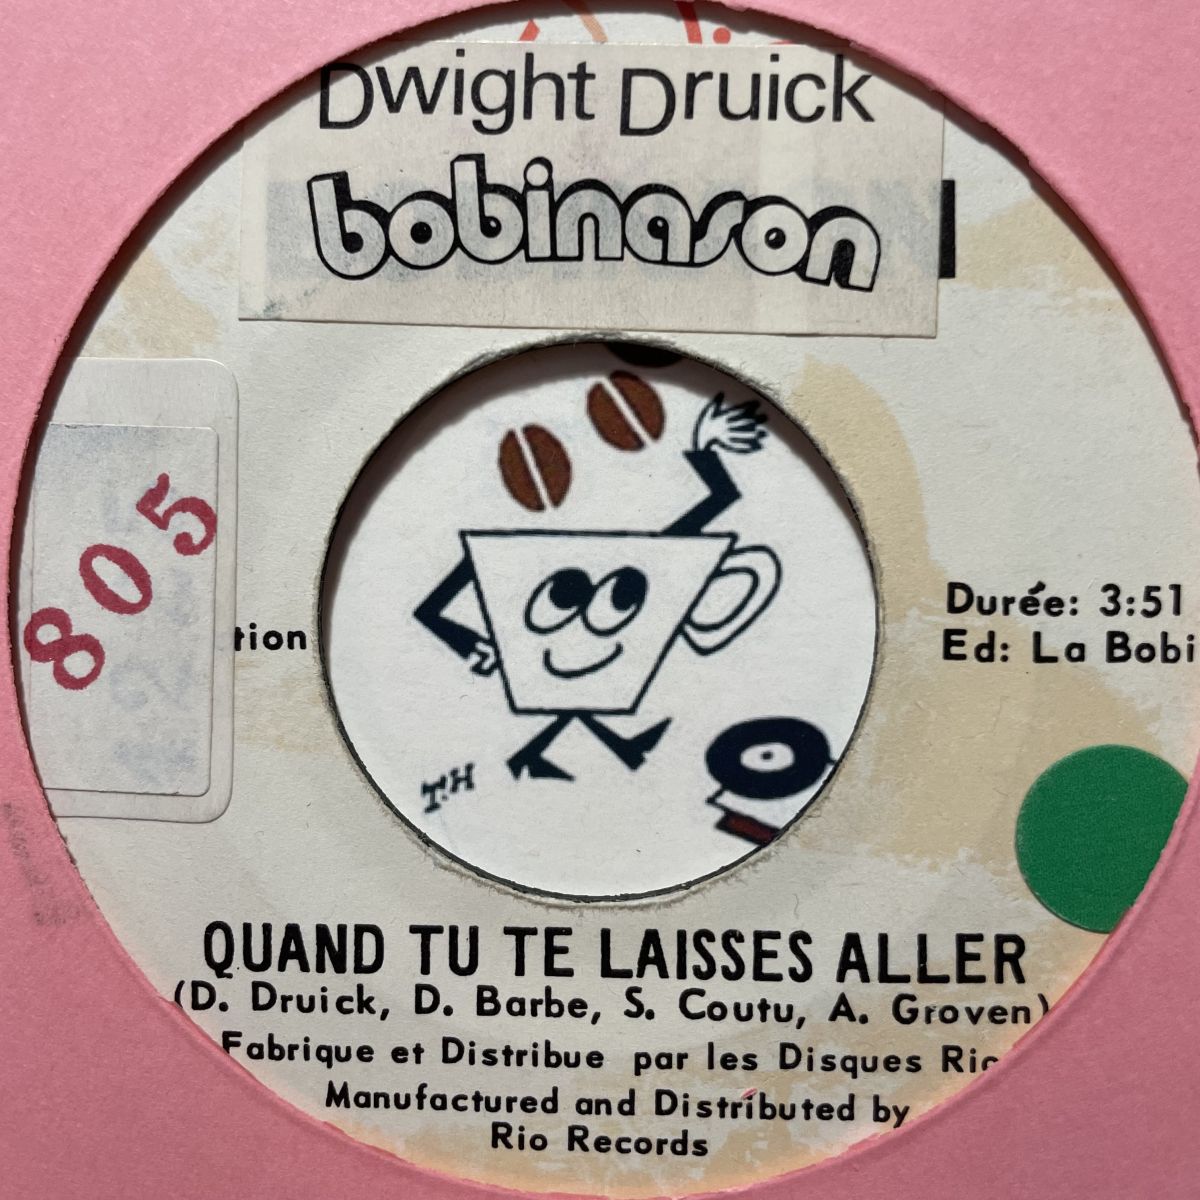 Dwight Druick
bobinason
805
tion
Durée: 3:51
Ed: La Bobi
T.H
QUAND TU TE LAISSES ALLER
(D. Druick, D. Barbe, S. Coutu, A. Groven)
Fabrique et Distribue par les Disques Rio
Manufactured and Distributed by
Rio Records